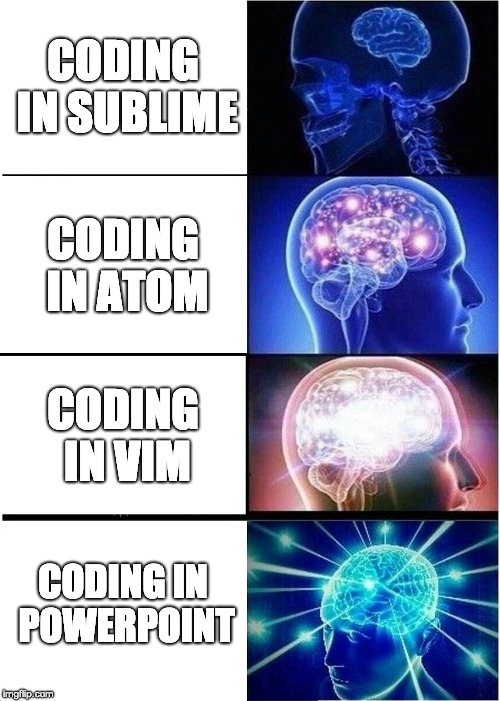 CODING
IN SUBLIME
CODING
IN ATOM
CODING
IN VIM
CODING IN
POWERPOINT
imgflip.com